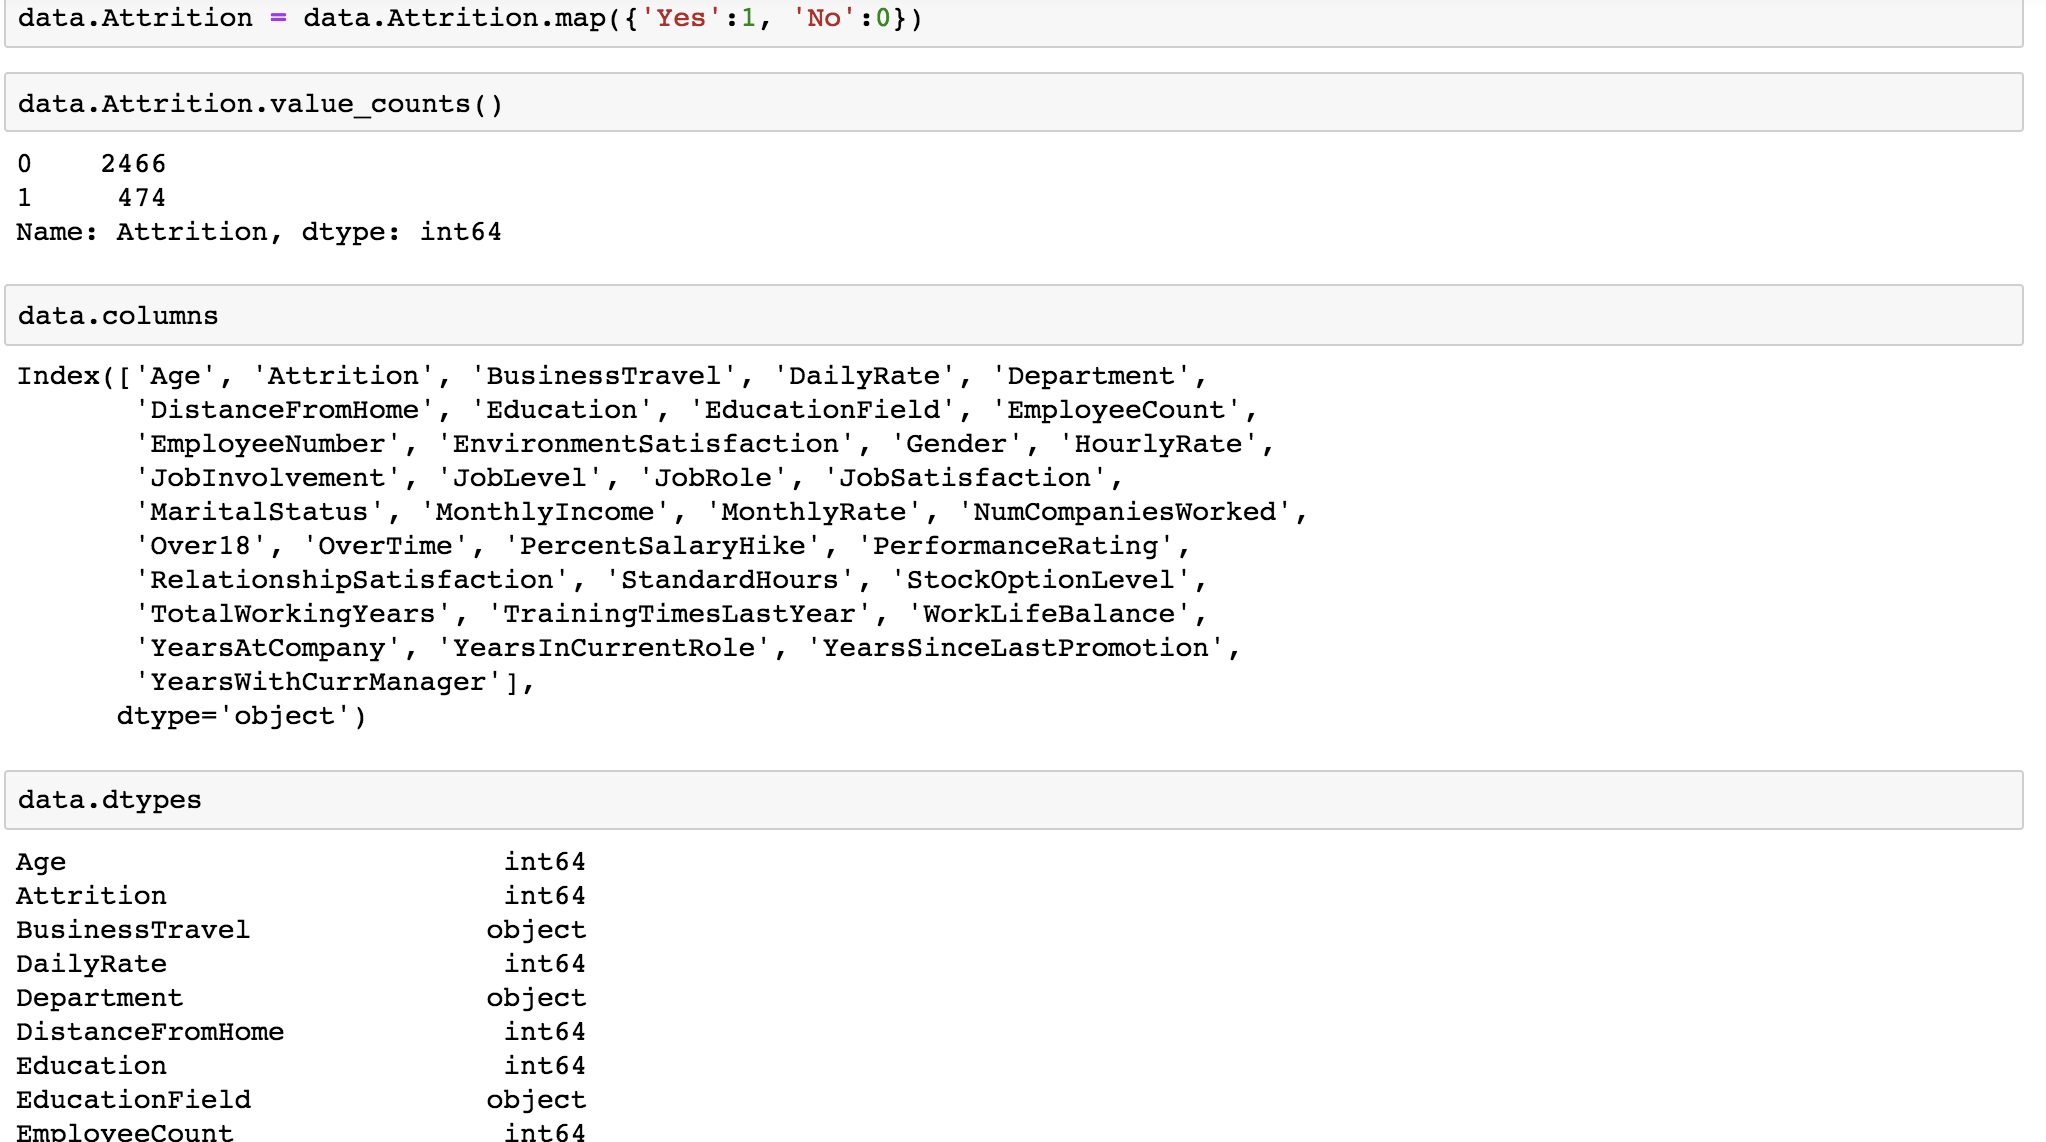 data.Attrition = data.Attrition.map({'Yes':1, 'No':0})
data.Attrition.value_counts()
0    2466
1     474
Name: Attrition, dtype: int64
data.columns
Index(['Age', 'Attrition', 'BusinessTravel', 'DailyRate', 'Department',
       'DistanceFromHome', 'Education', 'EducationField', 'EmployeeCount',
       'EmployeeNumber', 'EnvironmentSatisfaction', 'Gender', 'HourlyRate',
       'JobInvolvement', 'JobLevel', 'JobRole', 'JobSatisfaction',
       'MaritalStatus', 'MonthlyIncome', 'MonthlyRate', 'NumCompaniesWorked',
       'Over18', 'OverTime', 'PercentSalaryHike', 'PerformanceRating',
       'RelationshipSatisfaction', 'StandardHours', 'StockOptionLevel',
       'TotalWorkingYears', 'TrainingTimesLastYear', 'WorkLifeBalance',
       'YearsAtCompany', 'YearsInCurrentRole', 'YearsSinceLastPromotion',
       'YearsWithCurrManager'],
      dtype='object')
data.dtypes
Age                          int64
Attrition                    int64
BusinessTravel              object
DailyRate                    int64
Department                  object
DistanceFromHome             int64
Education                    int64
EducationField              object
EmployeeCount                int64